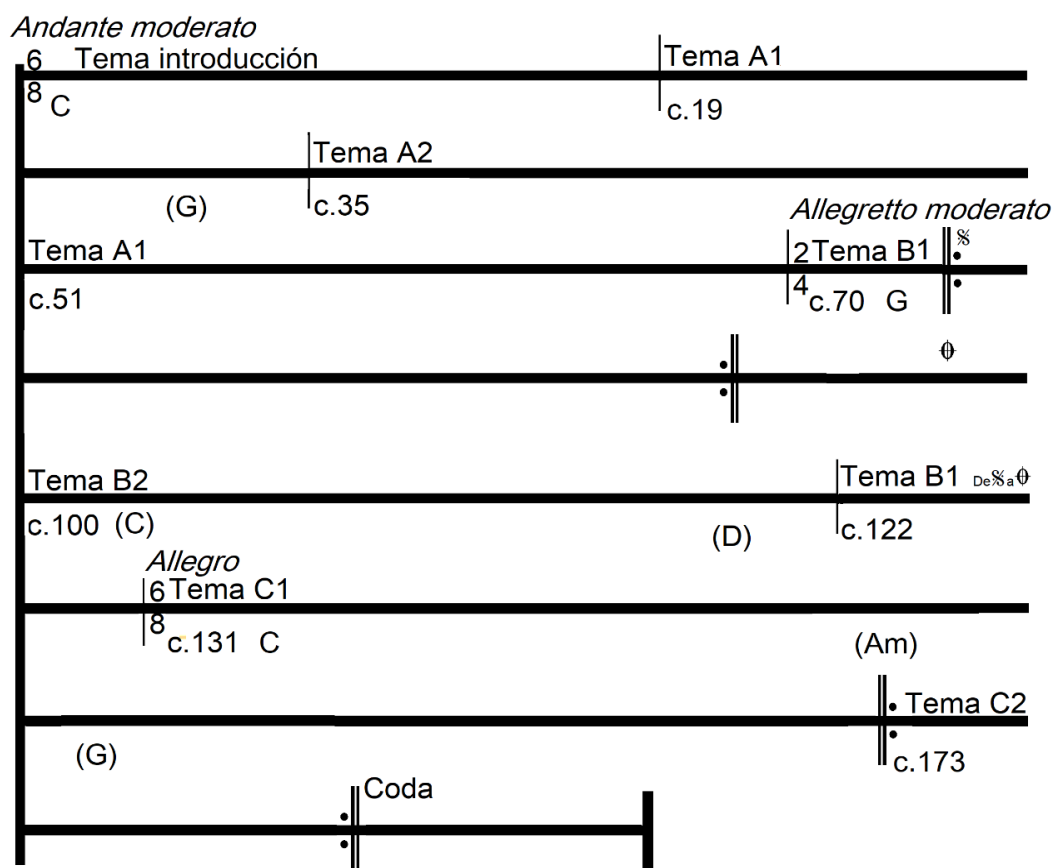 Andante moderato
6 Tema introducción Tema A1
8 C c.19
Tema A2
(G) c.35
Allegretto moderato
Tema A1 2 Tema B1 𝄋
c.51 4 c.70 G
𝄌
Tema B2 Tema B1 De 𝄋 a 𝄌
c.100 (C) (D) c.122
Allegro
6 Tema C1
8 c.131 C (Am)
Tema C2
(G) c.173
Coda